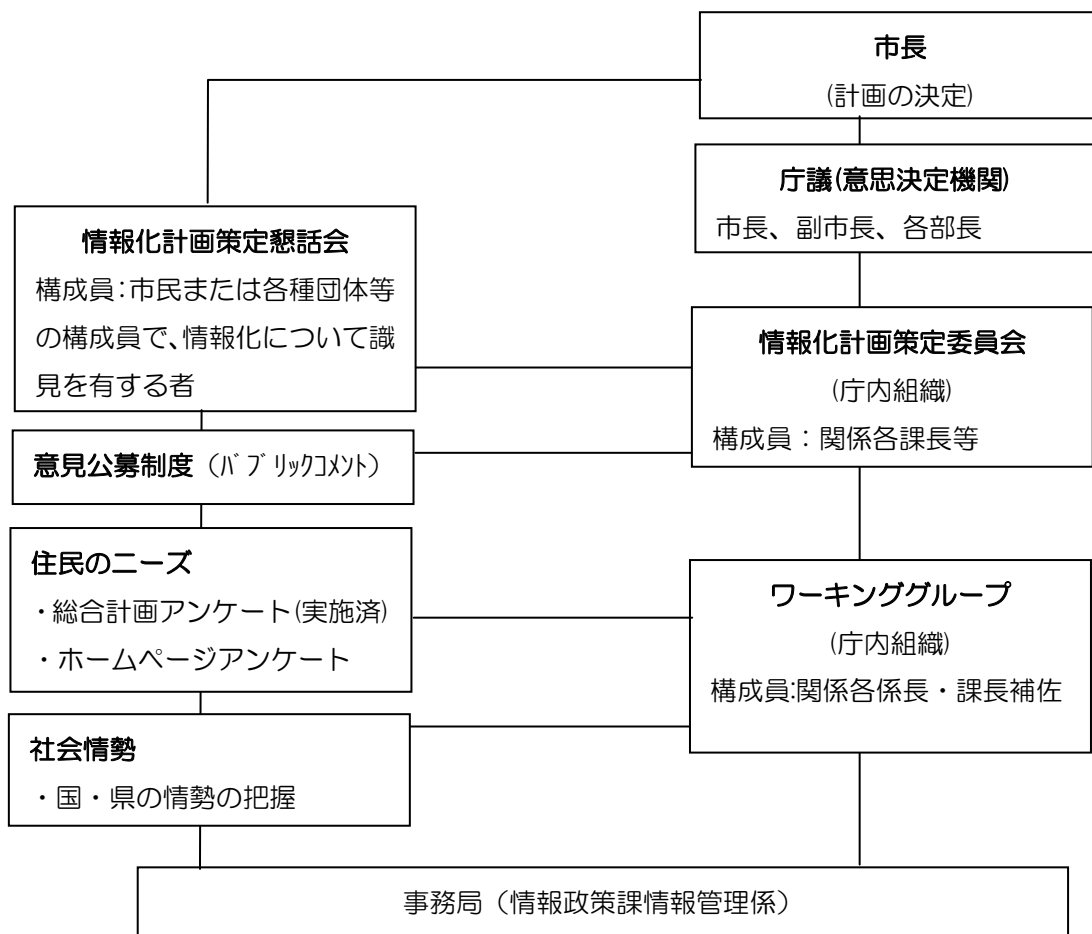 市長
(計画の決定)
庁議(意思決定機関)
市長、副市長、各部長
情報化計画策定懇話会
構成員:市民または各種団体等
の構成員で、情報化について識
見を有する者
情報化計画策定委員会
(庁内組織)
構成員：関係各課長等
意見公募制度（ﾊﾟﾌﾞﾘｯｸｺﾒﾝﾄ）
住民のニーズ
・総合計画アンケート(実施済)
・ホームページアンケート
ワーキンググループ
(庁内組織)
構成員:関係各係長・課長補佐
社会情勢
・国・県の情勢の把握
事務局（情報政策課情報管理係）